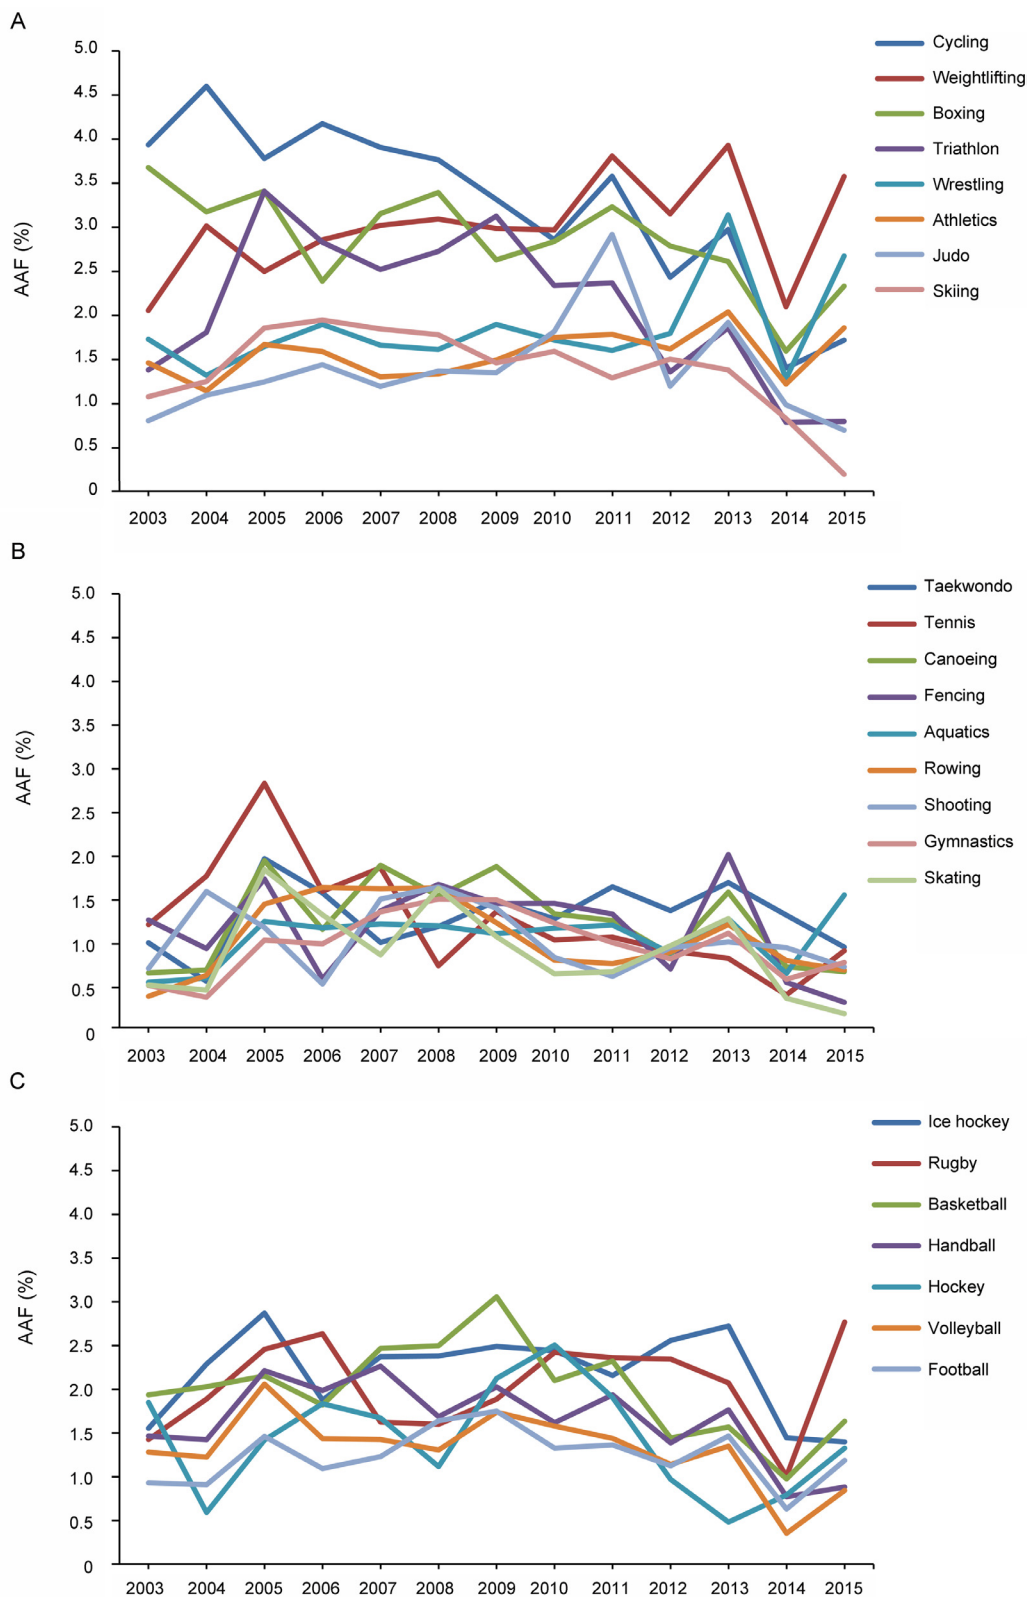 A
5.0
4.5
4.0
3.5
3.0
2.5
2.0
1.5
1.0
0.5
0
AAF (%)
2003 2004 2005 2006 2007 2008 2009 2010 2011 2012 2013 2014 2015
Cycling
Weightlifting
Boxing
Triathlon
Wrestling
Athletics
Judo
Skiing
B
5.0
4.5
4.0
3.5
3.0
2.5
2.0
1.5
1.0
0.5
0
AAF (%)
2003 2004 2005 2006 2007 2008 2009 2010 2011 2012 2013 2014 2015
Taekwondo
Tennis
Canoeing
Fencing
Aquatics
Rowing
Shooting
Gymnastics
Skating
C
5.0
4.5
4.0
3.5
3.0
2.5
2.0
1.5
1.0
0.5
0
AAF (%)
2003 2004 2005 2006 2007 2008 2009 2010 2011 2012 2013 2014 2015
Ice hockey
Rugby
Basketball
Handball
Hockey
Volleyball
Football